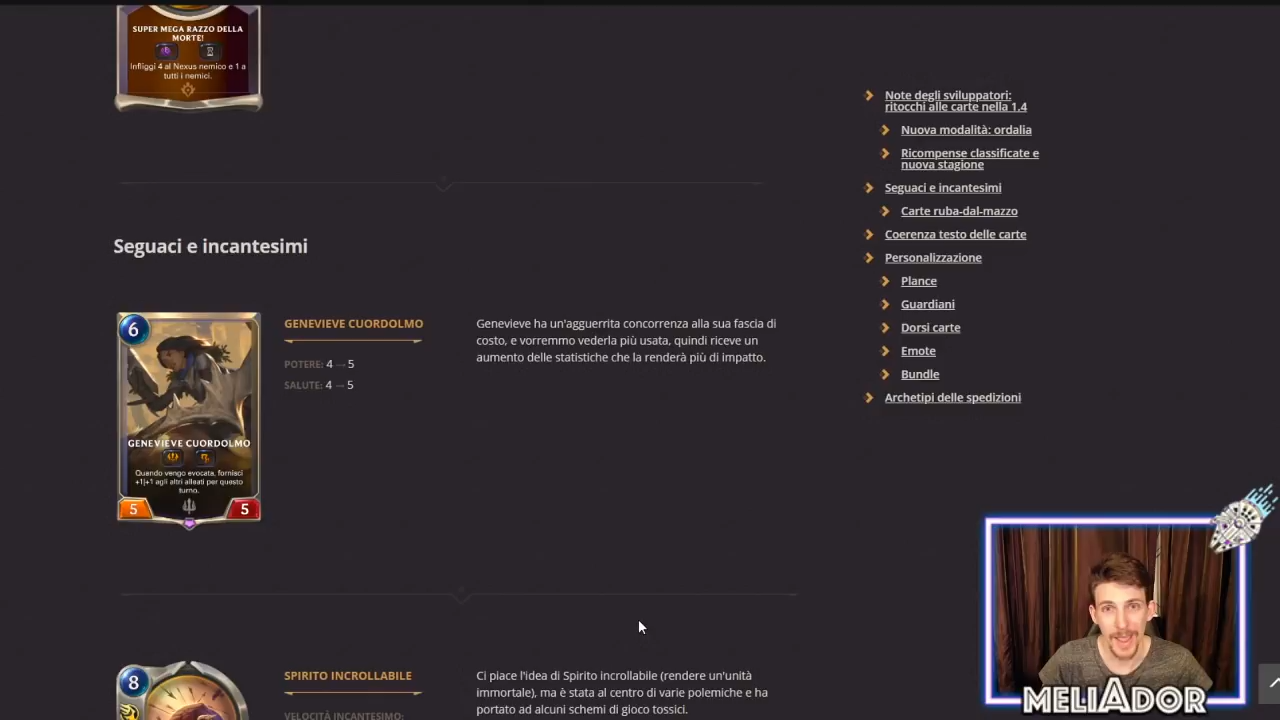 SUPER MEGA RAZZO DELLA
MORTE!
Infliggi 4 al Nexus nemico e 1 a
tutti i nemici.
Note degli sviluppatori:
ritocchi alle carte nella 1.4
Nuova modalità: ordalia
Ricompense classificate e
nuova stagione
Seguaci e incantesimi
Carte ruba-dal-mazzo
Coerenza testo delle carte
Personalizzazione
Plance
Guardiani
Dorsi carte
Emote
Bundle
Archetipi delle spedizioni
Seguaci e incantesimi
6
GENEVIEVE CUORDOLMO
Quando vengo evocata, fornisci
+1|+1 agli altri alleati per questo
turno.
5 5
GENEVIEVE CUORDOLMO
POTERE: 4 → 5
SALUTE: 4 → 5
Genevieve ha un'agguerrita concorrenza alla sua fascia di
costo, e vorremmo vederla più usata, quindi riceve un
aumento delle statistiche che la renderà più di impatto.
8
SPIRITO INCROLLABILE
VELOCITÀ INCANTESIMO:
Ci piace l'idea di Spirito incrollabile (rendere un'unità
immortale), ma è stata al centro di varie polemiche e ha
portato ad alcuni schemi di gioco tossici.
MELIADOR